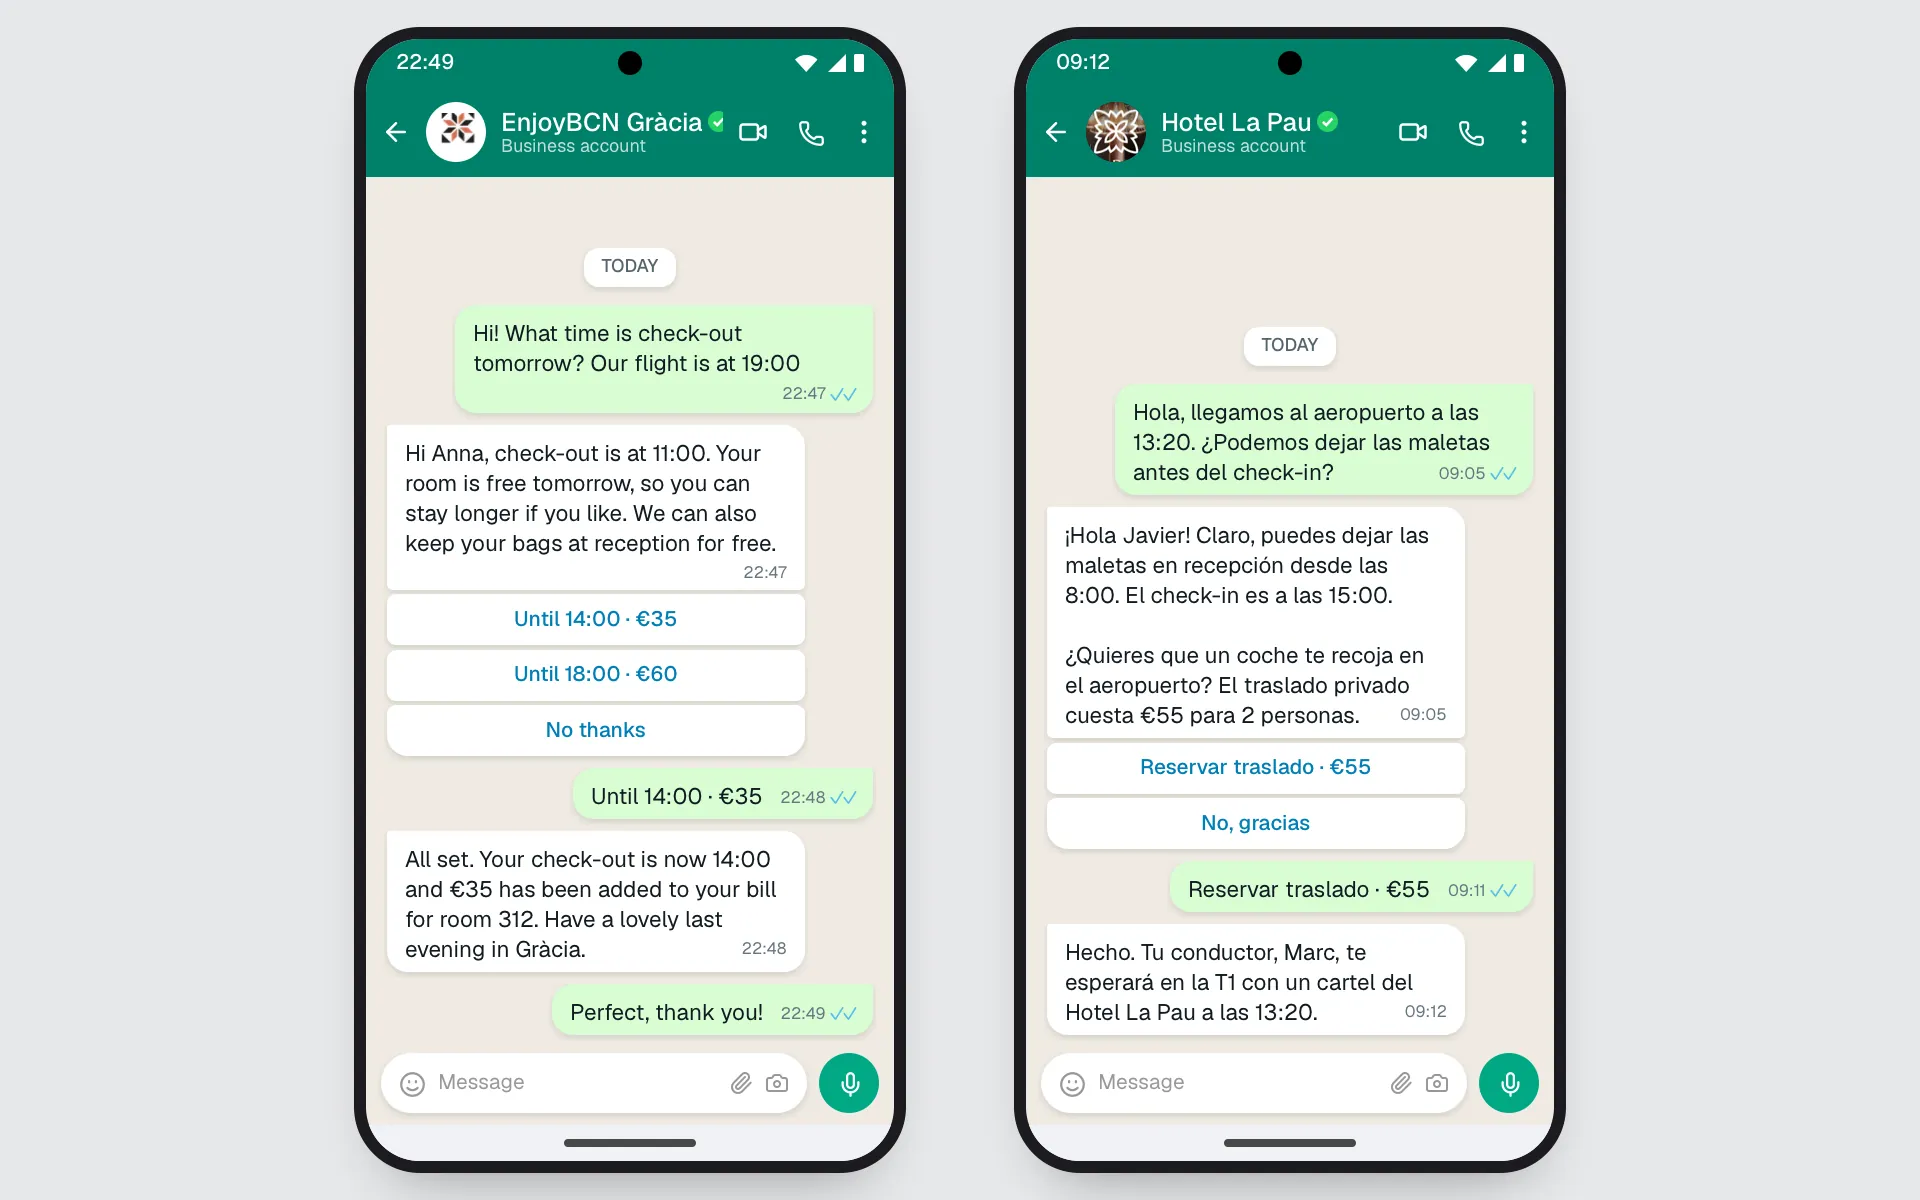 22:49
EnjoyBCN Gràcia
Business account
TODAY
Hi! What time is check-out
tomorrow? Our flight is at 19:00
22:47
Hi Anna, check-out is at 11:00. Your
room is free tomorrow, so you can
stay longer if you like. We can also
keep your bags at reception for free.
22:47
Until 14:00 · €35
Until 18:00 · €60
No thanks
Until 14:00 · €35 22:48
All set. Your check-out is now 14:00
and €35 has been added to your bill
for room 312. Have a lovely last
evening in Gràcia. 22:48
Perfect, thank you! 22:49
Message
09:12
Hotel La Pau
Business account
TODAY
Hola, llegamos al aeropuerto a las
13:20. ¿Podemos dejar las maletas
antes del check-in? 09:05
¡Hola Javier! Claro, puedes dejar las
maletas en recepción desde las
8:00. El check-in es a las 15:00.
¿Quieres que un coche te recoja en
el aeropuerto? El traslado privado
cuesta €55 para 2 personas. 09:05
Reservar traslado · €55
No, gracias
Reservar traslado · €55 09:11
Hecho. Tu conductor, Marc, te
esperará en la T1 con un cartel del
Hotel La Pau a las 13:20. 09:12
Message